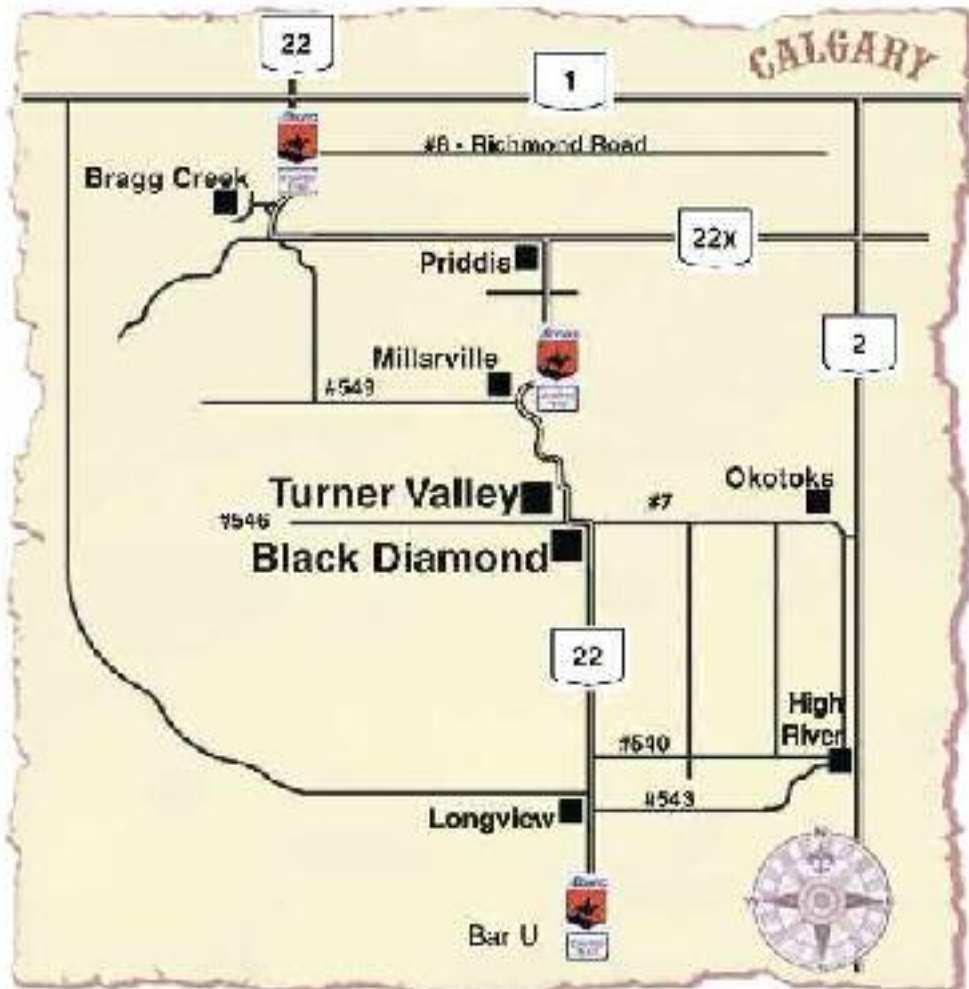 22
1
CALGARY
#8 - Richmond Road
Bragg Creek
22X
Priddis
2
Millarville
#549
Turner Valley
Okotoks
#7
#546
Black Diamond
22
High
River
#540
#543
Longview
N
Bar U